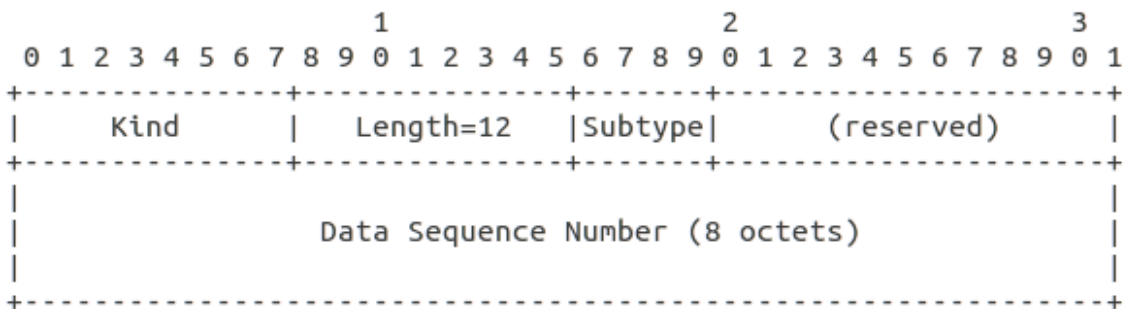 1                   2                   3
 0 1 2 3 4 5 6 7 8 9 0 1 2 3 4 5 6 7 8 9 0 1 2 3 4 5 6 7 8 9 0 1
+---------------+---------------+-------+----------------------+
|     Kind      |   Length=12   |Subtype|      (reserved)      |
+---------------+---------------+-------+----------------------+
|                                                              |
|                 Data Sequence Number (8 octets)              |
|                                                              |
+--------------------------------------------------------------+